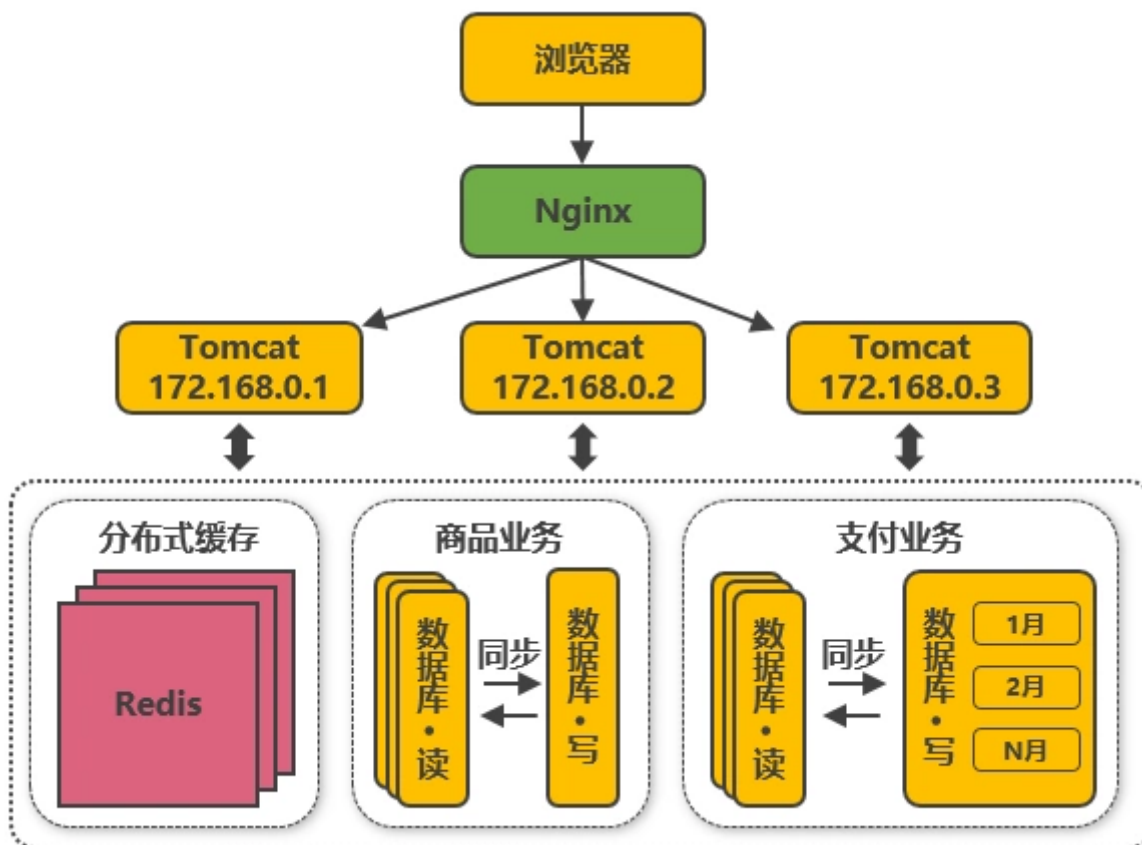 浏览器
Nginx
Tomcat
172.168.0.1
Tomcat
172.168.0.2
Tomcat
172.168.0.3
分布式缓存
Redis
商品业务
数据库·读
同步
数据库·写
支付业务
数据库·读
同步
数据库·写
1月
2月
N月